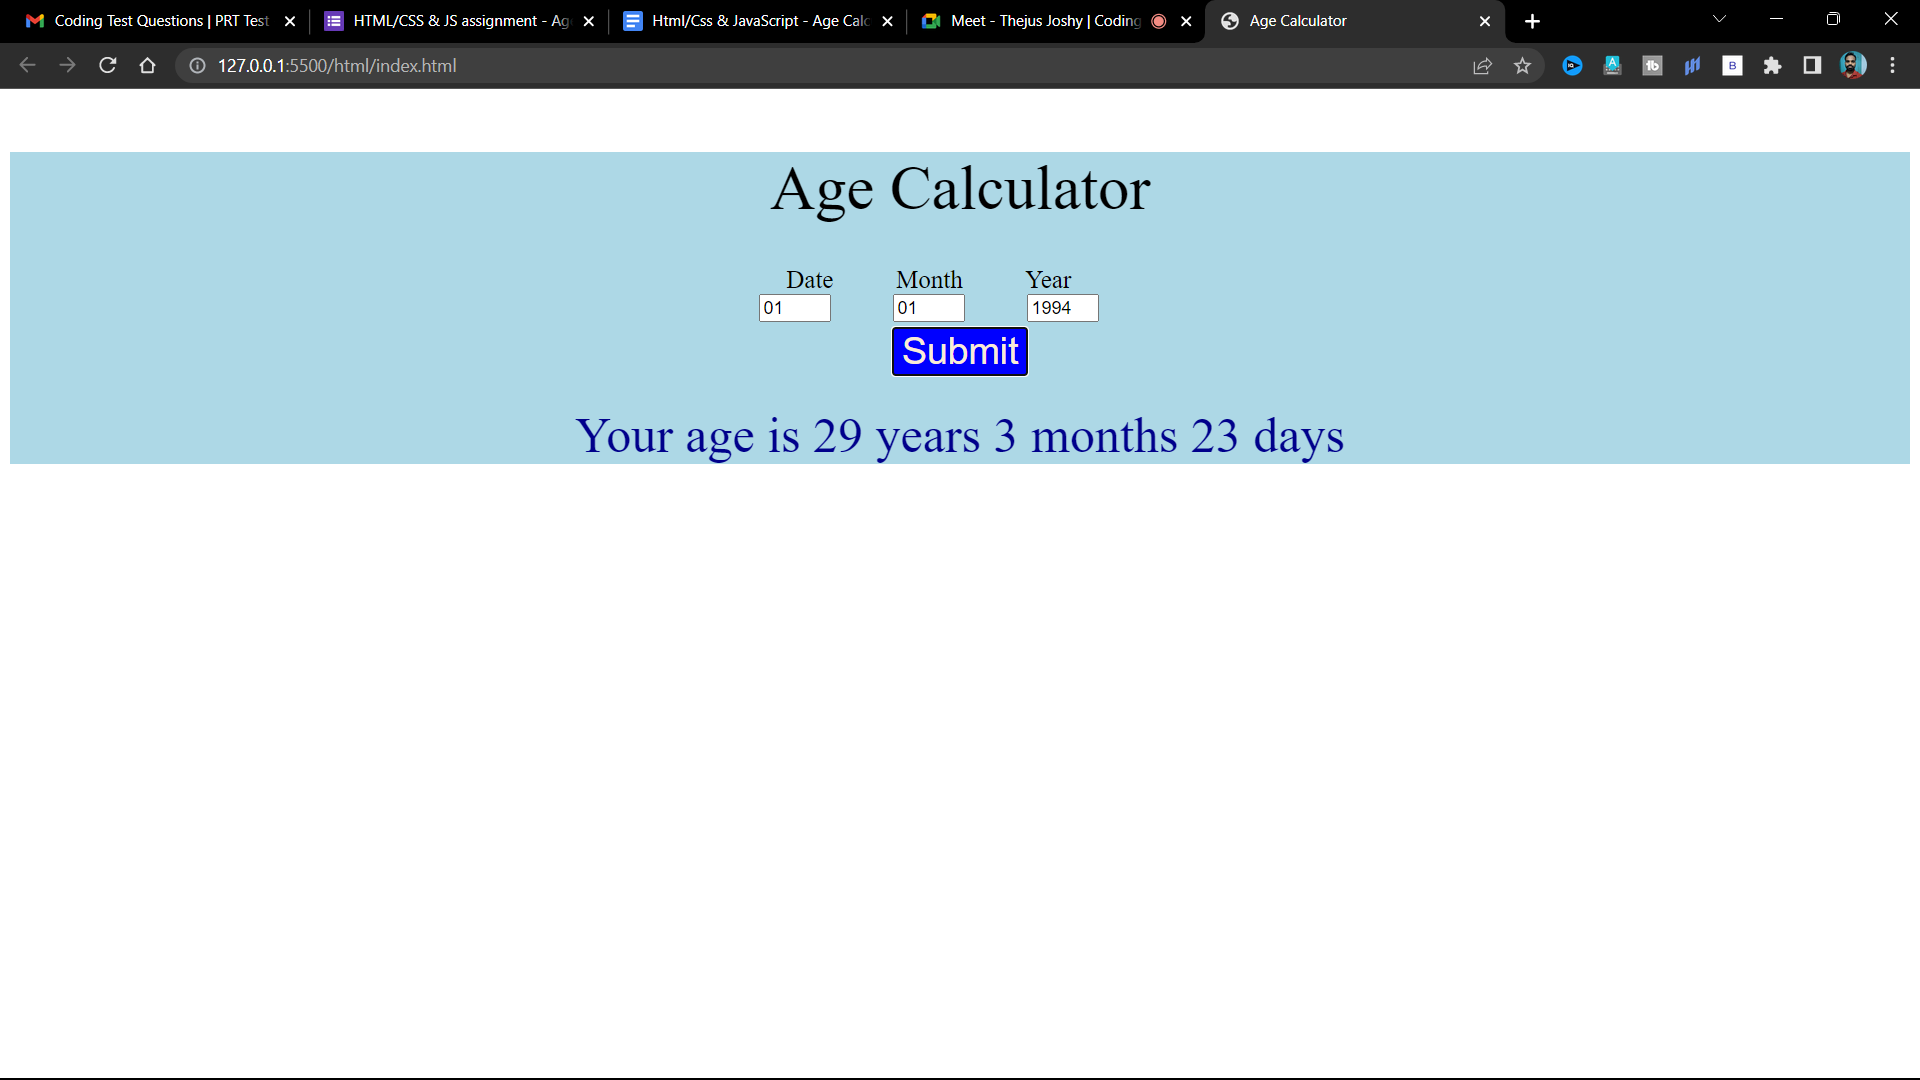 Coding Test Questions | PRT Test
HTML/CSS & JS assignment - Ag
Html/Css & JavaScript - Age Calc
Meet - Thejus Joshy | Coding
Age Calculator
127.0.0.1:5500/html/index.html
Age Calculator
Date Month Year
01 01 1994
Submit
Your age is 29 years 3 months 23 days